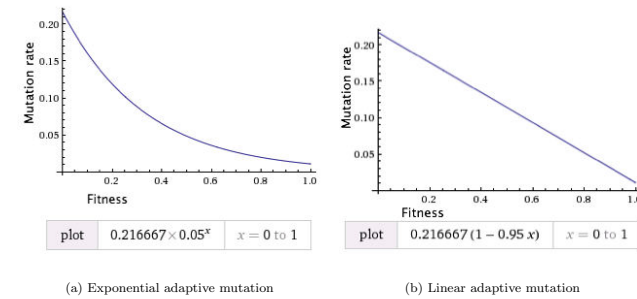 0.20
0.15
0.10
0.05
Mutation rate
0.2 0.4 0.6 0.8 1.0
Fitness
plot 0.216667×0.05^x x = 0 to 1
(a) Exponential adaptive mutation
0.20
0.15
0.10
0.05
Mutation rate
0.2 0.4 0.6 0.8 1.0
Fitness
plot 0.216667 (1 − 0.95 x) x = 0 to 1
(b) Linear adaptive mutation